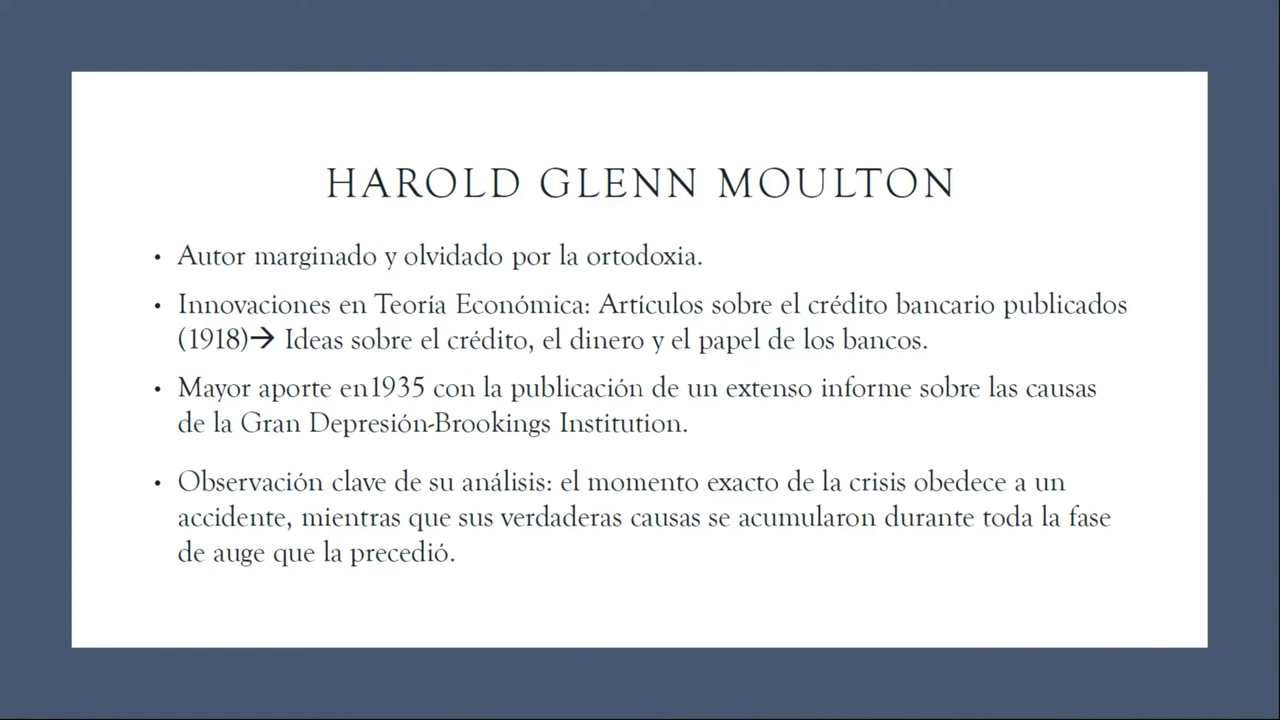 HAROLD GLENN MOULTON
• Autor marginado y olvidado por la ortodoxia.
• Innovaciones en Teoría Económica: Artículos sobre el crédito bancario publicados
(1918)→ Ideas sobre el crédito, el dinero y el papel de los bancos.
• Mayor aporte en1935 con la publicación de un extenso informe sobre las causas
de la Gran Depresión-Brookings Institution.
• Observación clave de su análisis: el momento exacto de la crisis obedece a un
accidente, mientras que sus verdaderas causas se acumularon durante toda la fase
de auge que la precedió.